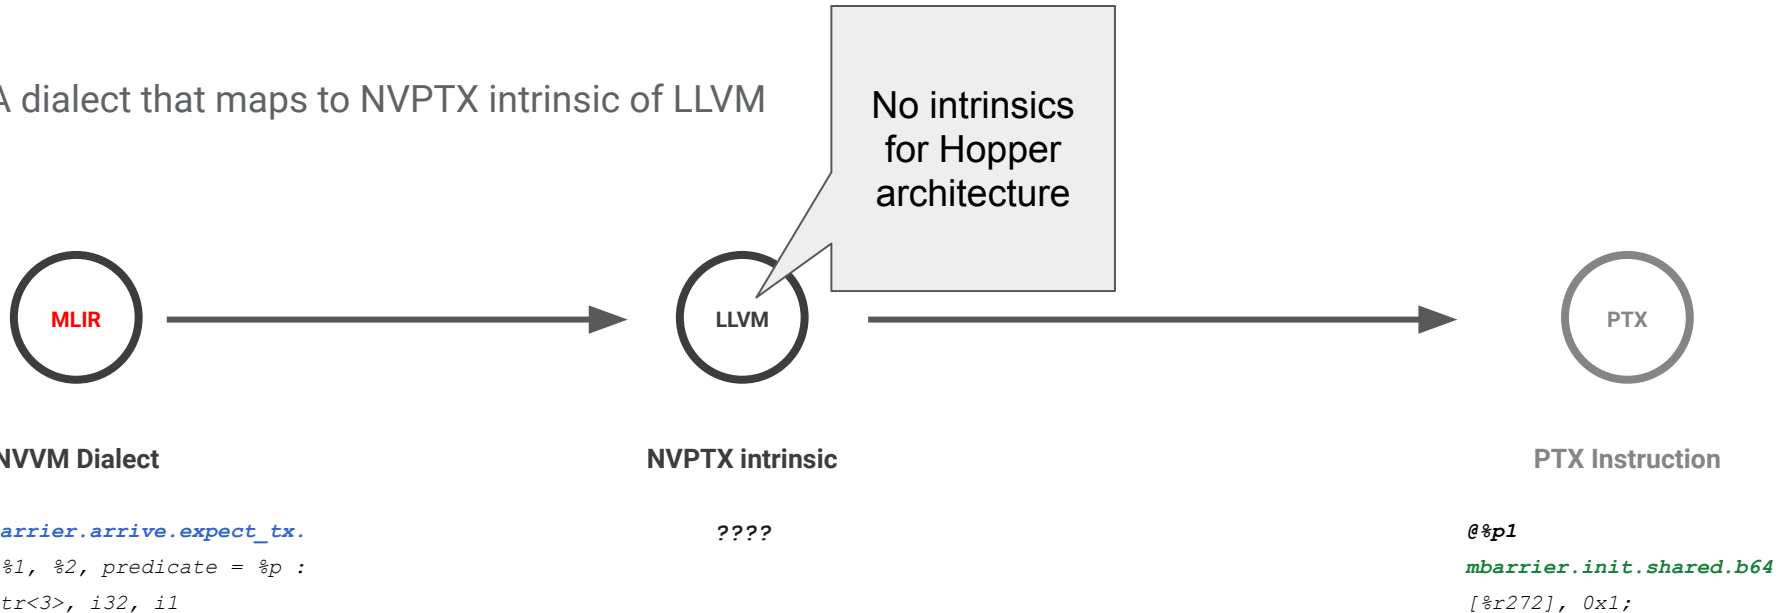 A dialect that maps to NVPTX intrinsic of LLVM
No intrinsics
for Hopper
architecture
MLIR
LLVM
PTX
NVVM Dialect
NVPTX intrinsic
PTX Instruction
arrier.arrive.expect_tx.
%1, %2, predicate = %p :
tr<3>, i32, i1
????
@%p1
mbarrier.init.shared.b64
[%r272], 0x1;